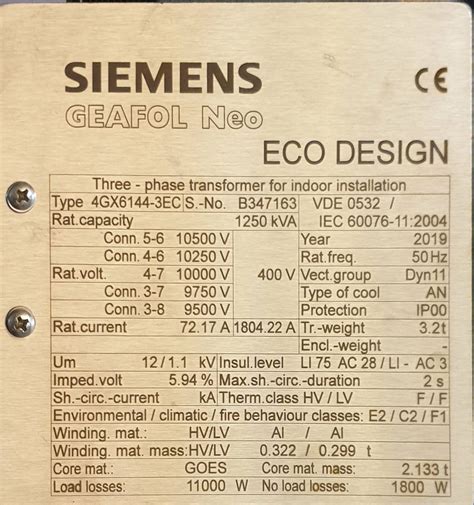 SIEMENS CE
GEAFOL Neo
ECO DESIGN
Three - phase transformer for indoor installation
Type 4GX6144-3EC S.-No. B347163 VDE 0532 /
Rat.capacity 1250 kVA IEC 60076-11:2004
Conn. 5-6 10500 V Year 2019
Conn. 4-6 10250 V Rat.freq. 50 Hz
Rat.volt. 4-7 10000 V 400 V Vect.group Dyn11
Conn. 3-7 9750 V Type of cool AN
Conn. 3-8 9500 V Protection IP00
Rat.current 72.17 A 1804.22 A Tr.-weight 3.2t
Encl.-weight -
Um 12 / 1.1 kV Insul.level LI 75 AC 28 / LI - AC 3
Imped.volt 5.94 % Max.sh.-circ.-duration 2 s
Sh.-circ.-current kA Therm.class HV / LV F / F
Environmental / climatic / fire behaviour classes: E2 / C2 / F1
Winding. mat.: HV/LV Al / Al
Winding. mat. mass:HV/LV 0.322 / 0.299 t
Core mat.: GOES Core mat. mass: 2.133 t
Load losses: 11000 W No load losses: 1800 W